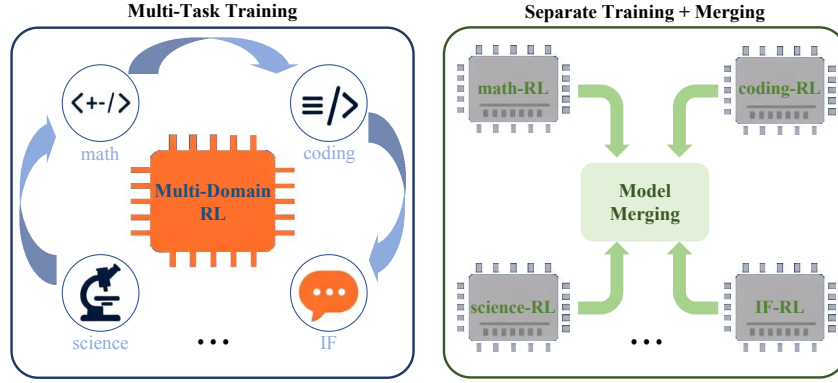 Multi-Task Training
<+-/>
math
≡/>
coding
Multi-Domain
RL
science
...
IF
Separate Training + Merging
math-RL
coding-RL
Model
Merging
science-RL
...
IF-RL